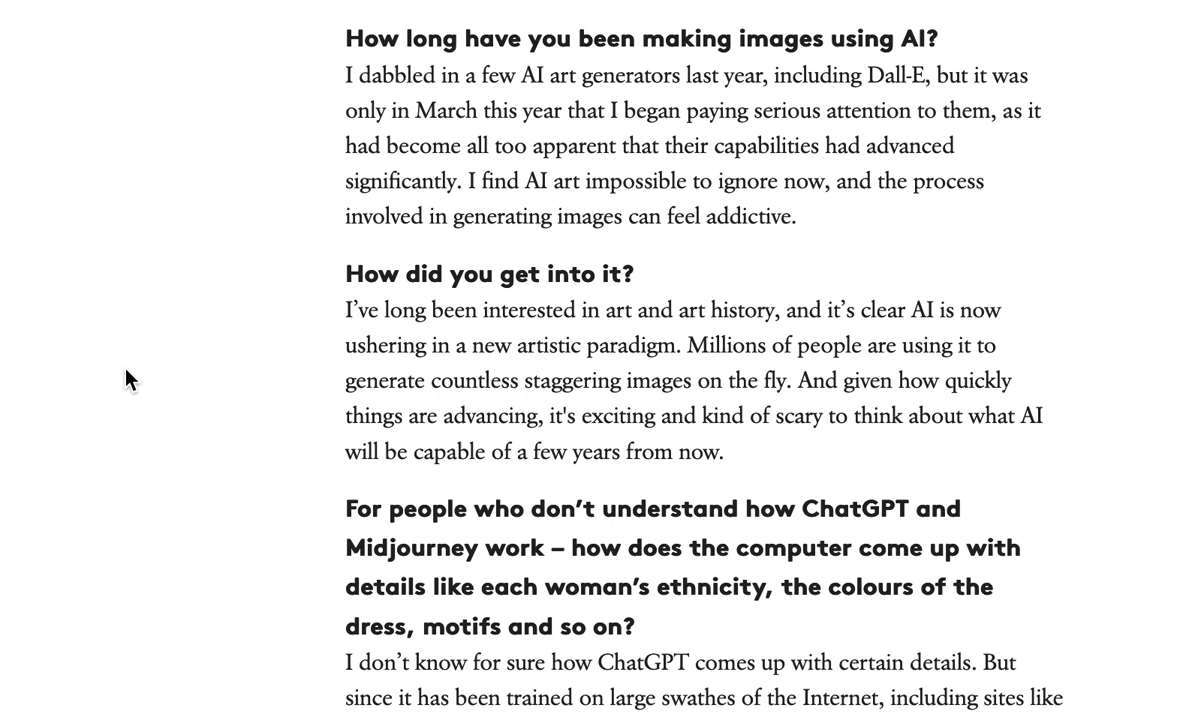 How long have you been making images using AI?
I dabbled in a few AI art generators last year, including Dall-E, but it was
only in March this year that I began paying serious attention to them, as it
had become all too apparent that their capabilities had advanced
significantly. I find AI art impossible to ignore now, and the process
involved in generating images can feel addictive.
How did you get into it?
I’ve long been interested in art and art history, and it’s clear AI is now
ushering in a new artistic paradigm. Millions of people are using it to
generate countless staggering images on the fly. And given how quickly
things are advancing, it's exciting and kind of scary to think about what AI
will be capable of a few years from now.
For people who don’t understand how ChatGPT and
Midjourney work – how does the computer come up with
details like each woman’s ethnicity, the colours of the
dress, motifs and so on?
I don’t know for sure how ChatGPT comes up with certain details. But
since it has been trained on large swathes of the Internet, including sites like